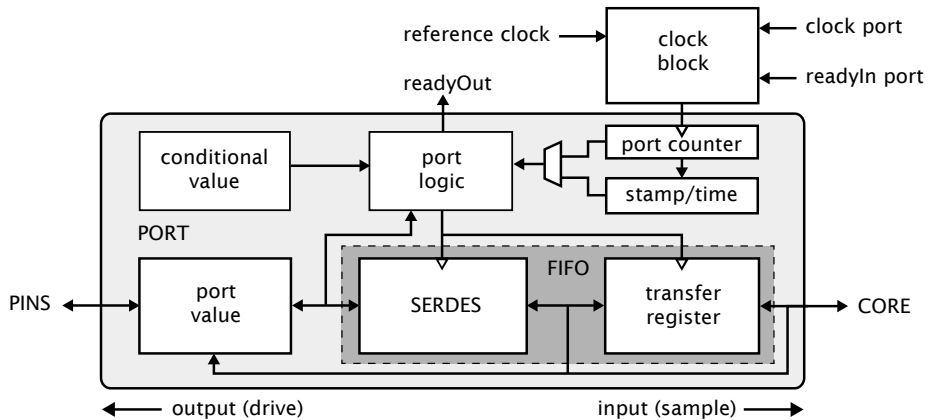 reference clock
clock
block
clock port
readyIn port
readyOut
conditional
value
port
logic
port counter
stamp/time
PORT
PINS
port
value
SERDES
FIFO
transfer
register
CORE
output (drive)
input (sample)